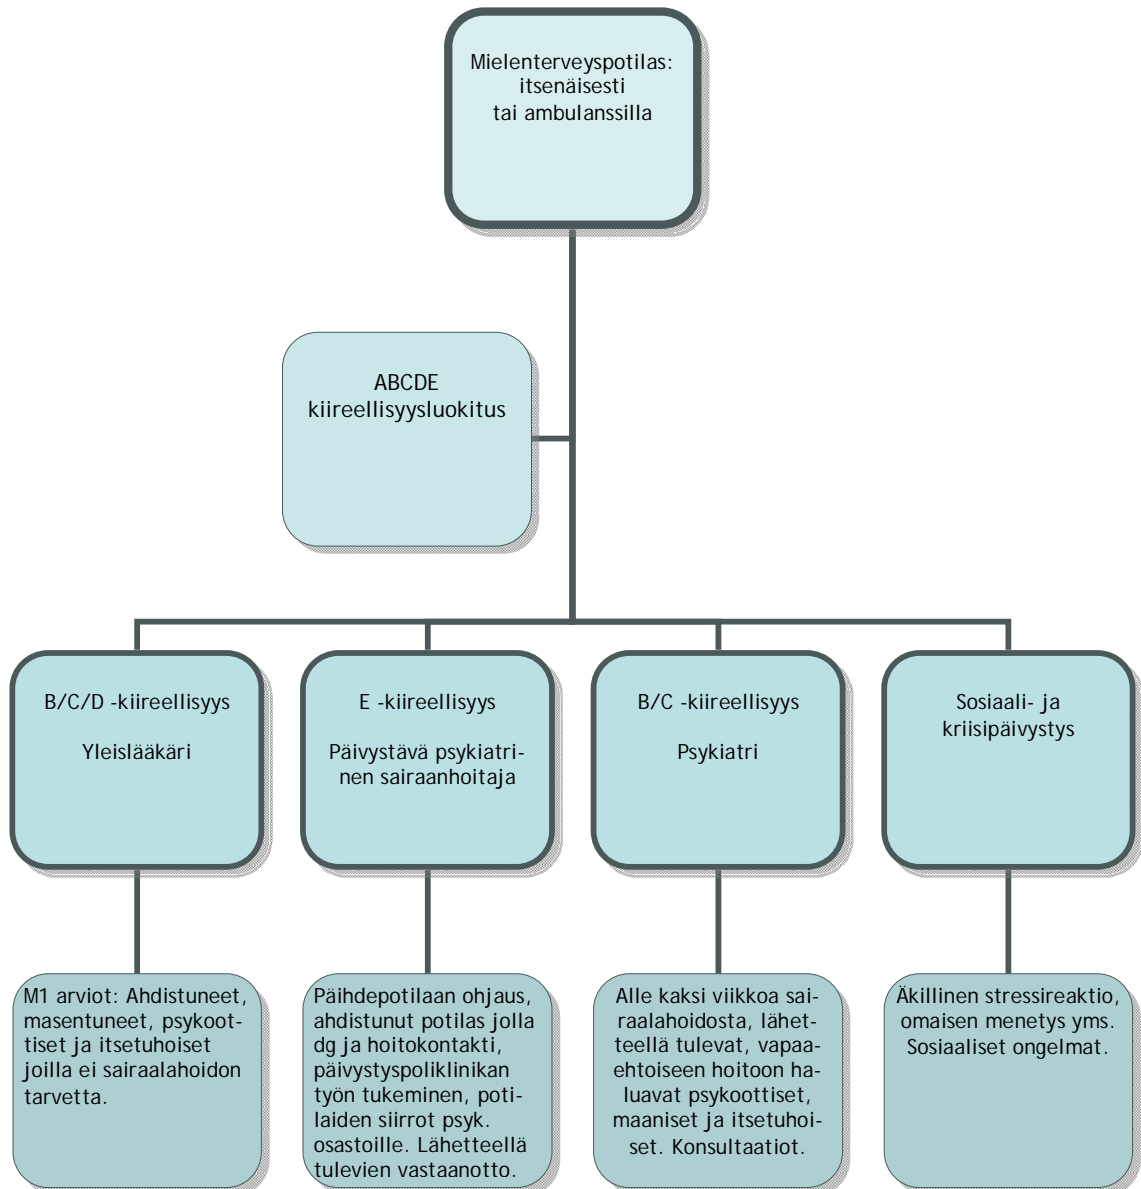 Mielenterveyspotilas:
itsenäisesti
tai ambulanssilla
ABCDE
kiireellisyysluokitus
B/C/D -kiireellisyys
Yleislääkäri
E -kiireellisyys
Päivystävä psykiatri-
nen sairaanhoitaja
B/C -kiireellisyys
Psykiatri
Sosiaali- ja
kriisipäivystys
M1 arviot: Ahdistuneet,
masentuneet, psykoot-
tiset ja itsetuhoiset
joilla ei sairaalahoidon
tarvetta.
Päihdepotilaan ohjaus,
ahdistunut potilas jolla
dg ja hoitokontakti,
päivystyspoliklinikan
työn tukeminen, poti-
laiden siirrot psyk.
osastoille. Lähetteellä
tulevien vastaanotto.
Alle kaksi viikkoa sai-
raalahoidosta, lähet-
teellä tulevat, vapaa-
ehtoiseen hoitoon ha-
luavat psykoottiset,
maaniset ja itsetuhoi-
set. Konsultaatiot.
Äkillinen stressireaktio,
omaisen menetys yms.
Sosiaaliset ongelmat.